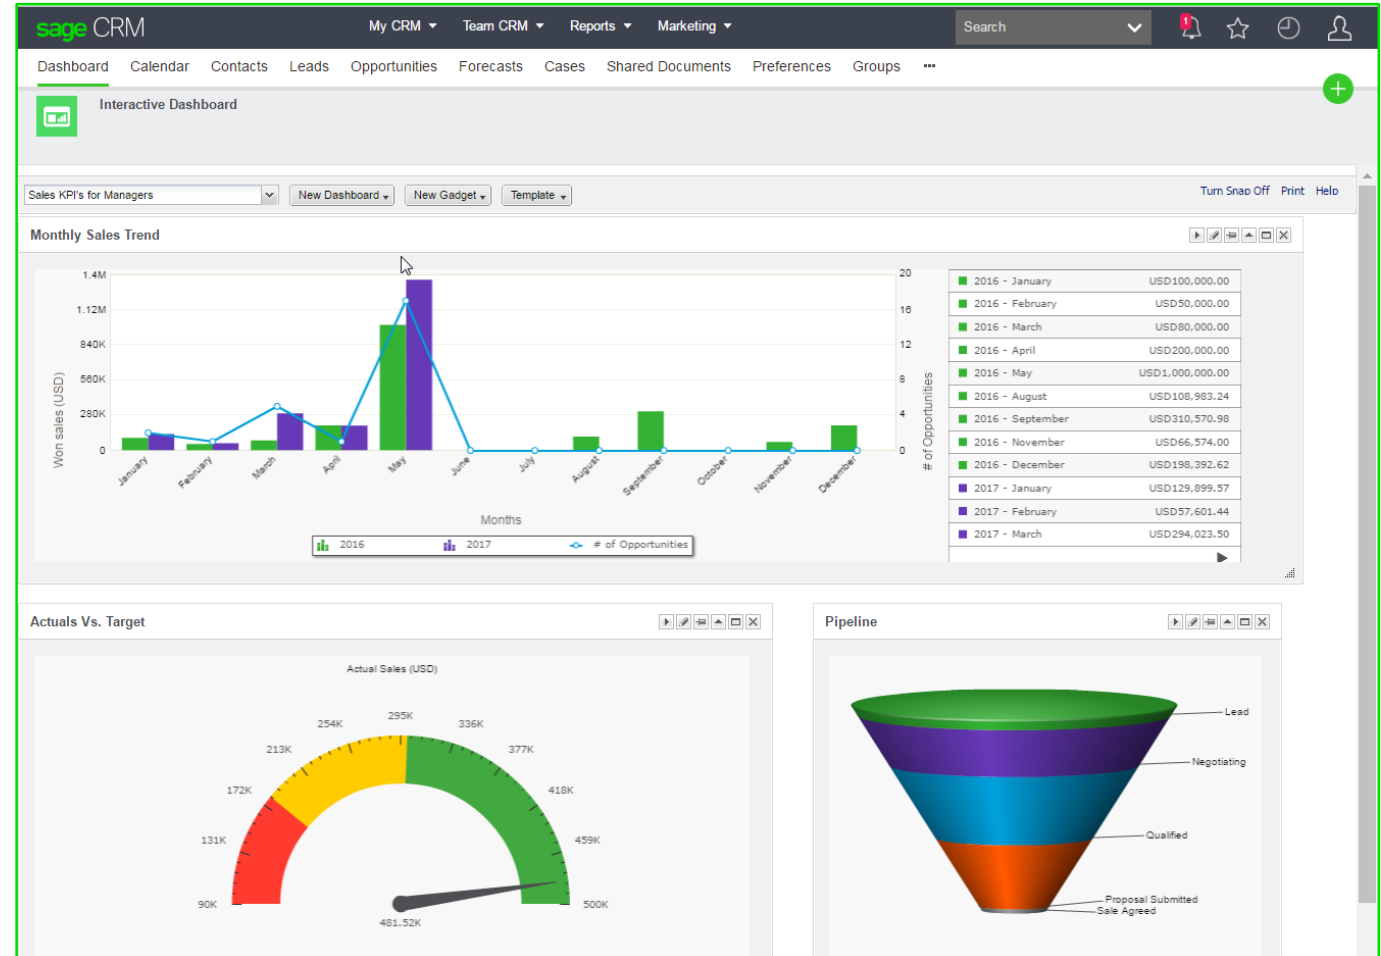 sage CRM
My CRM
Team CRM
Reports
Marketing
Search
1
Dashboard
Calendar
Contacts
Leads
Opportunities
Forecasts
Cases
Shared Documents
Preferences
Groups
Interactive Dashboard
Sales KPI's for Managers
New Dashboard
New Gadget
Template
Turn Snap Off
Print
Help
Monthly Sales Trend
1.4M
1.12M
840K
560K
280K
0
Won sales (USD)
20
16
12
8
4
0
# of Opportunities
January
February
March
April
May
June
July
August
September
October
November
December
Months
2016
2017
# of Opportunities
2016 - January USD100,000.00
2016 - February USD50,000.00
2016 - March USD80,000.00
2016 - April USD200,000.00
2016 - May USD1,000,000.00
2016 - August USD108,983.24
2016 - September USD310,570.98
2016 - November USD66,574.00
2016 - December USD198,392.62
2017 - January USD129,899.57
2017 - February USD57,601.44
2017 - March USD294,023.50
Actuals Vs. Target
Actual Sales (USD)
90K
131K
172K
213K
254K
295K
336K
377K
418K
459K
500K
481.52K
Pipeline
Lead
Negotiating
Qualified
Proposal Submitted
Sale Agreed